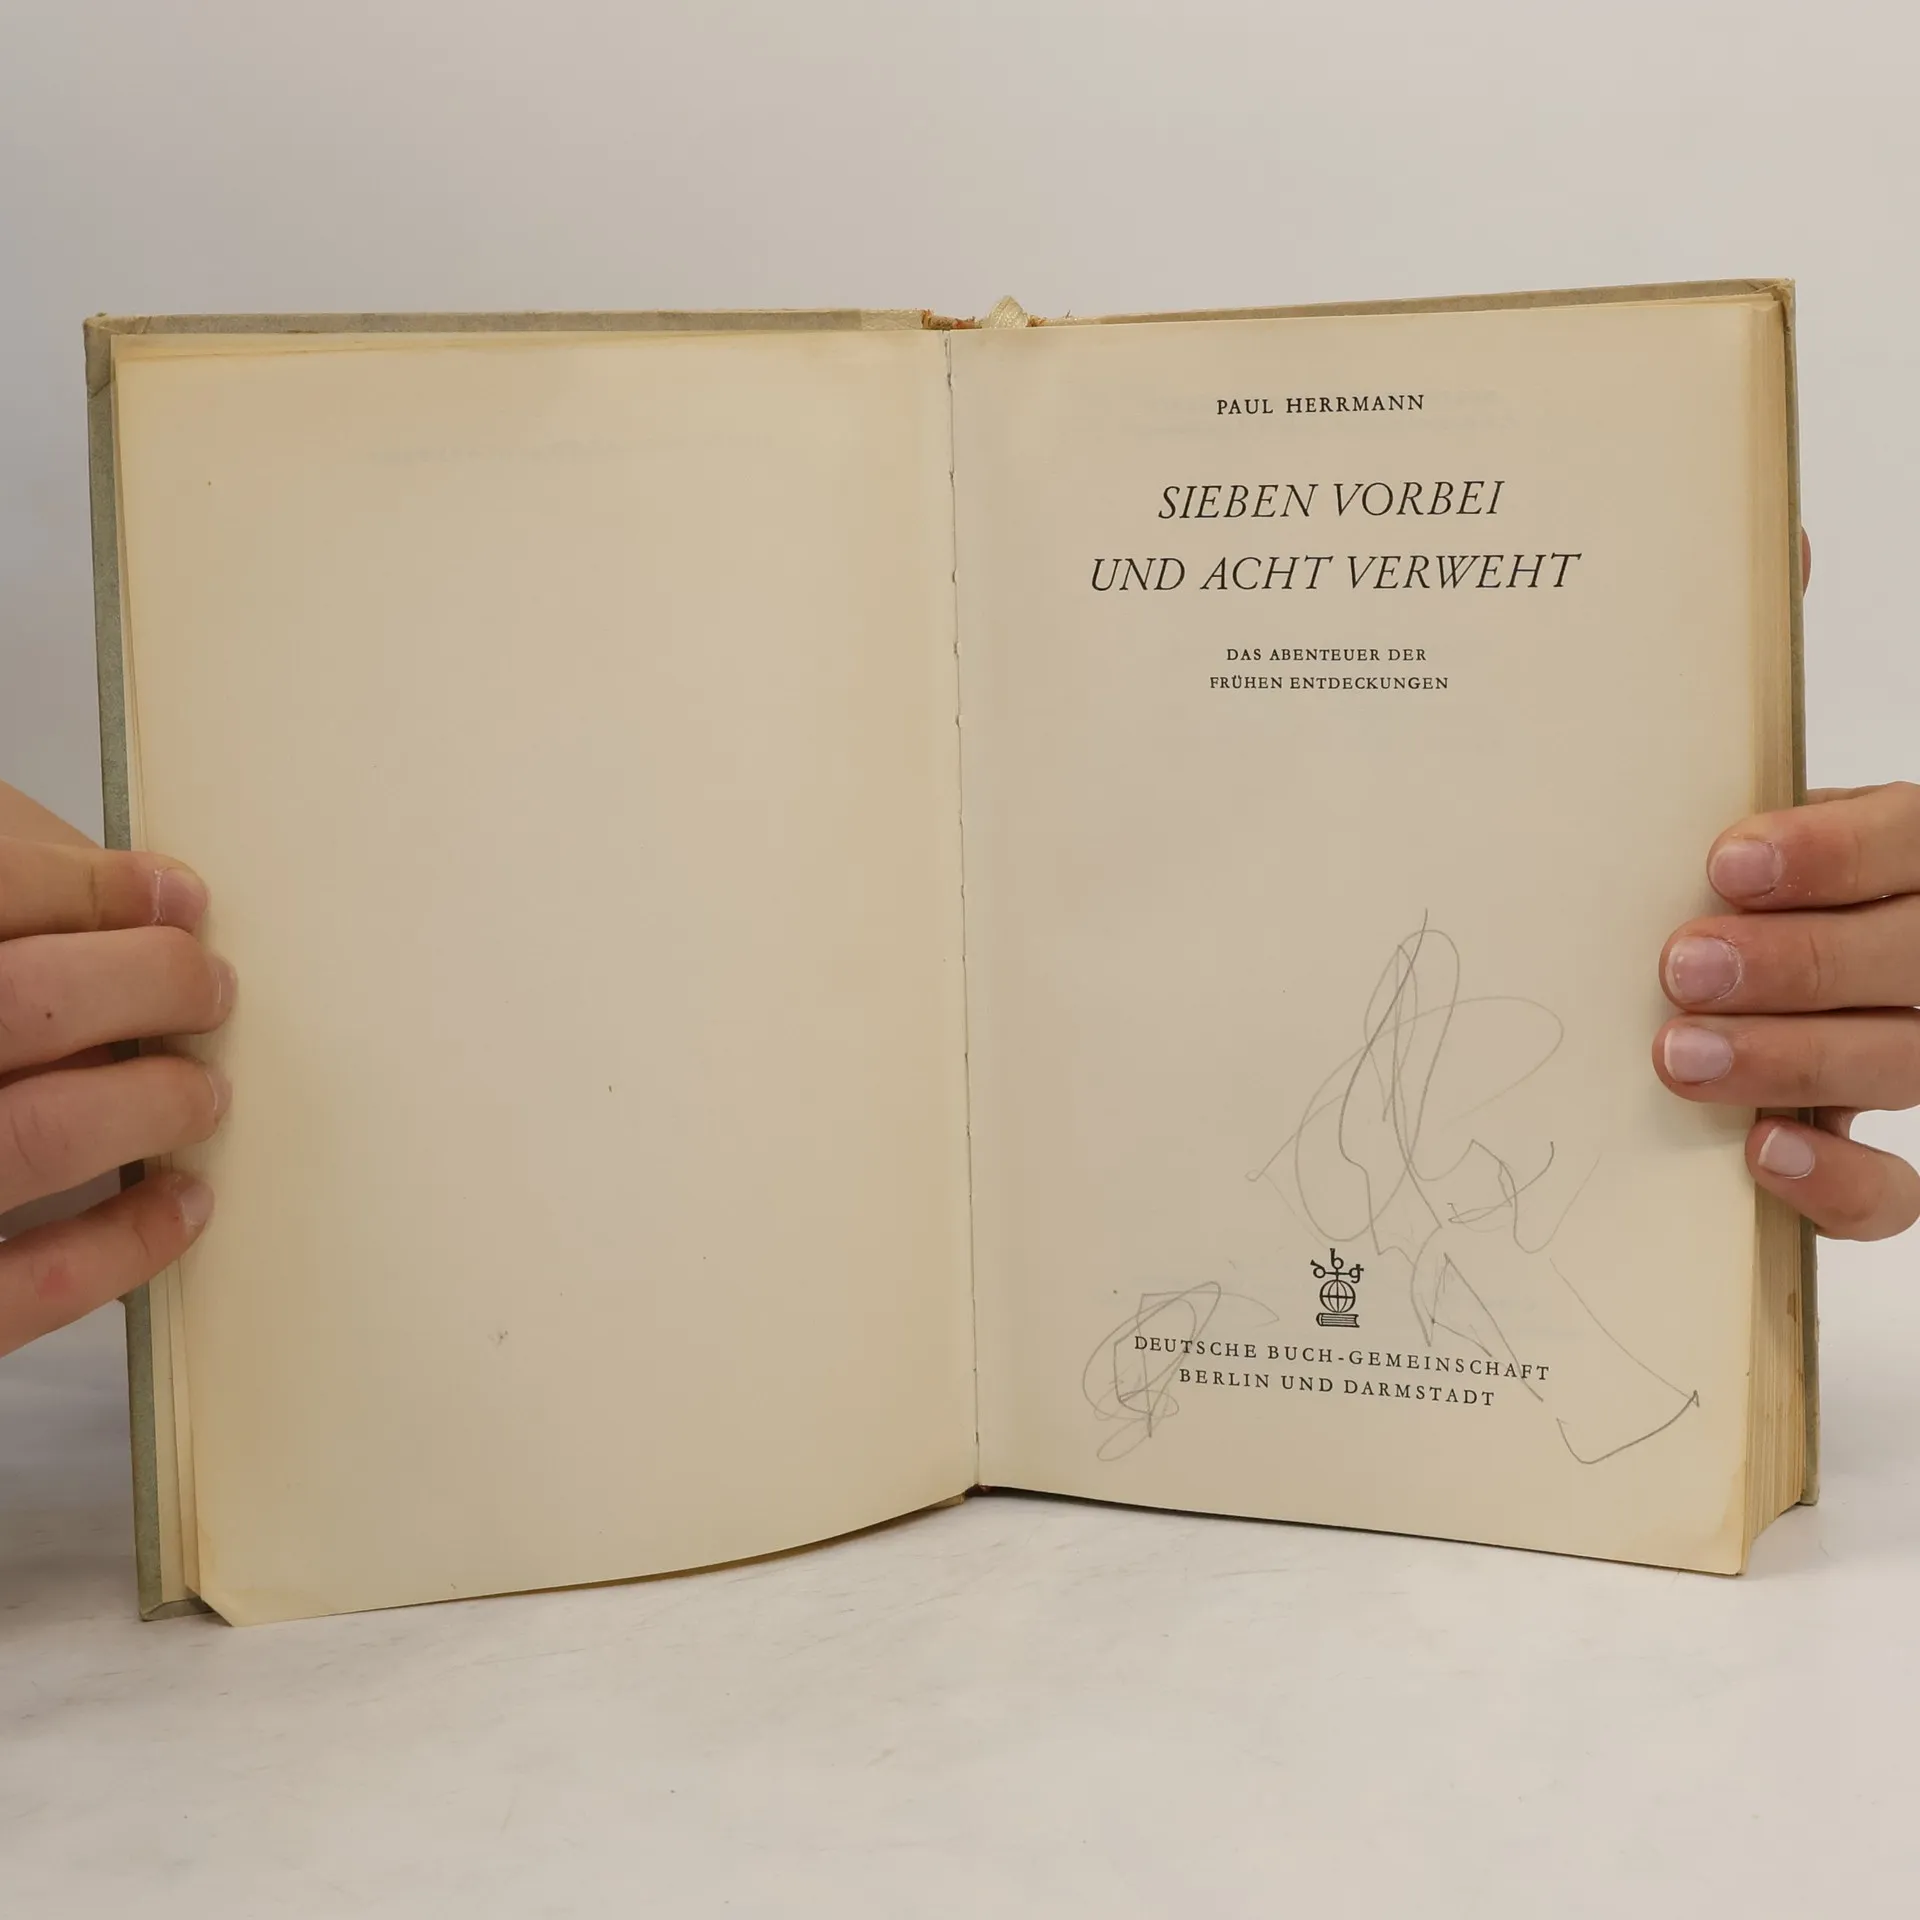 PAUL HERRMANN
SIEBEN VORBEI
UND ACHT VERWEHT
DAS ABENTEUER DER
FRÜHEN ENTDECKUNGEN
dbg
DEUTSCHE BUCH-GEMEINSCHAFT
BERLIN UND DARMSTADT